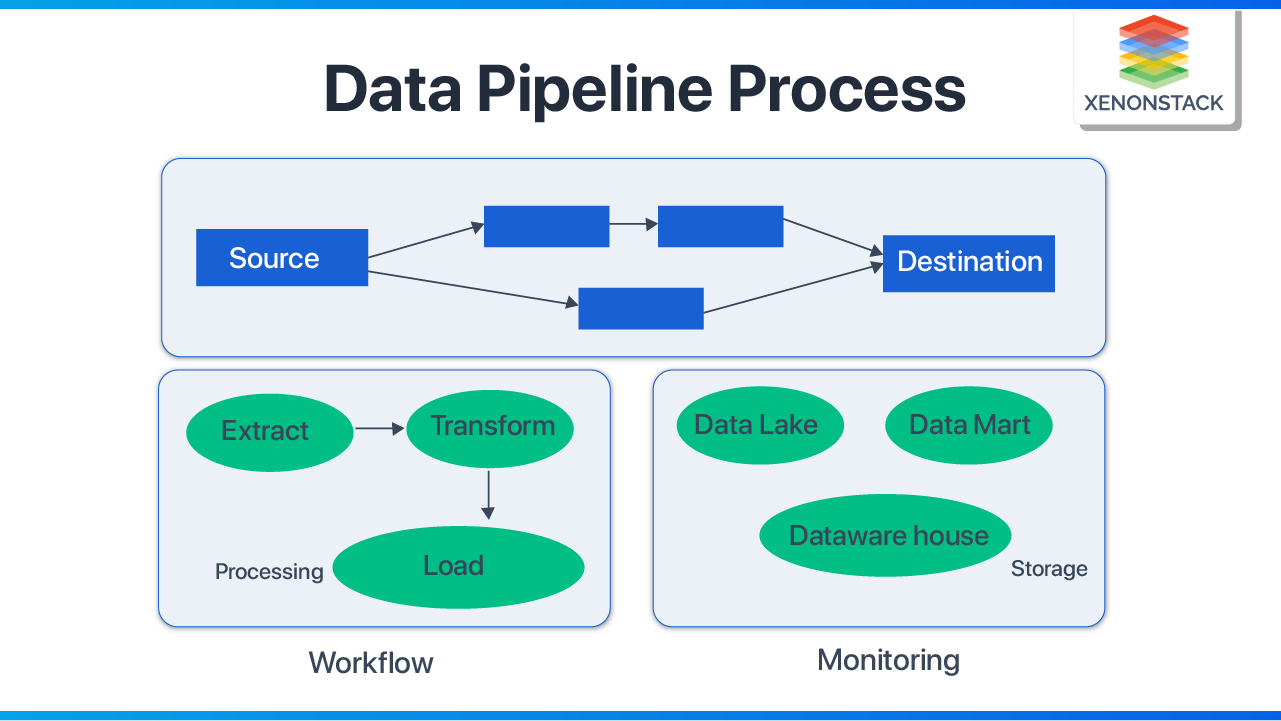 Data Pipeline Process
XENONSTACK
Source
Destination
Extract
Transform
Load
Processing
Data Lake
Data Mart
Dataware house
Storage
Workflow
Monitoring